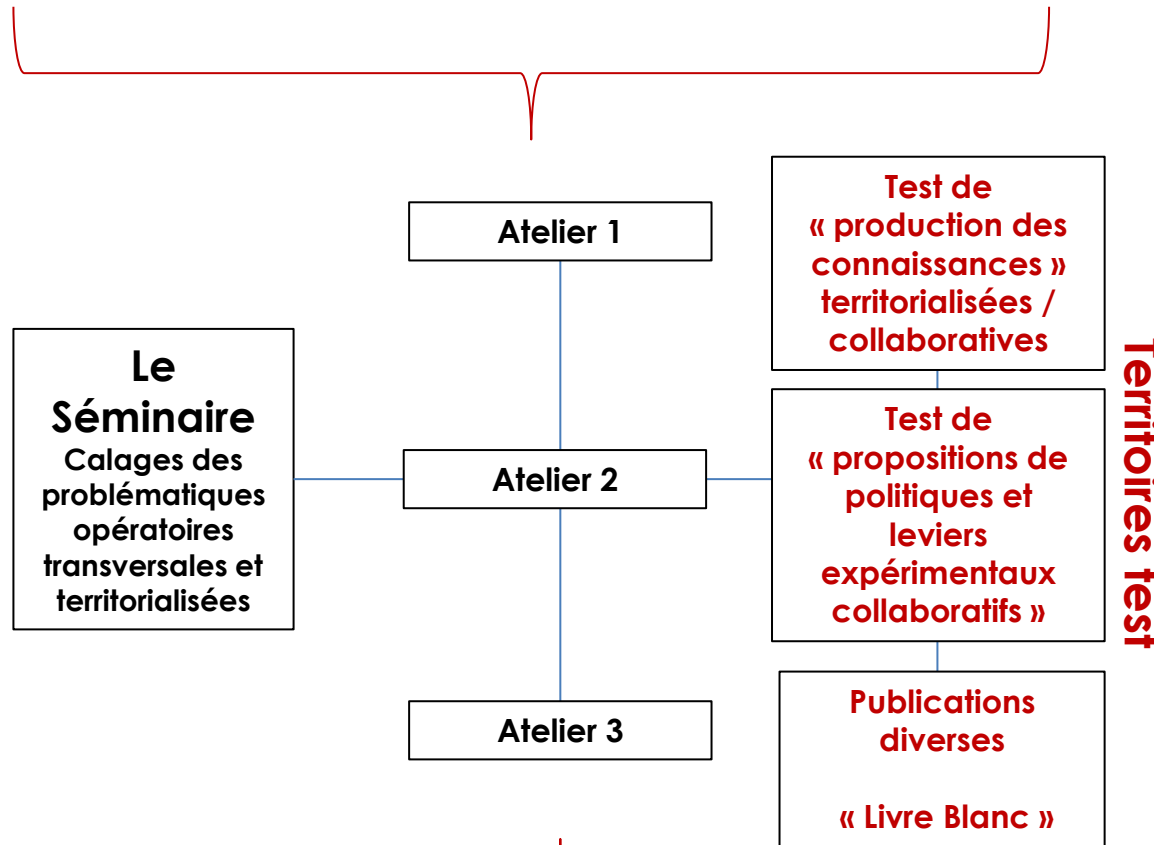 Le
Séminaire
Calages des
problématiques
opératoires
transversales et
territorialisées
Atelier 1
Atelier 2
Atelier 3
Test de
« production des
connaissances »
territorialisées /
collaboratives
Test de
« propositions de
politiques et
leviers
expérimentaux
collaboratifs »
Publications
diverses
« Livre Blanc »
Territoires test